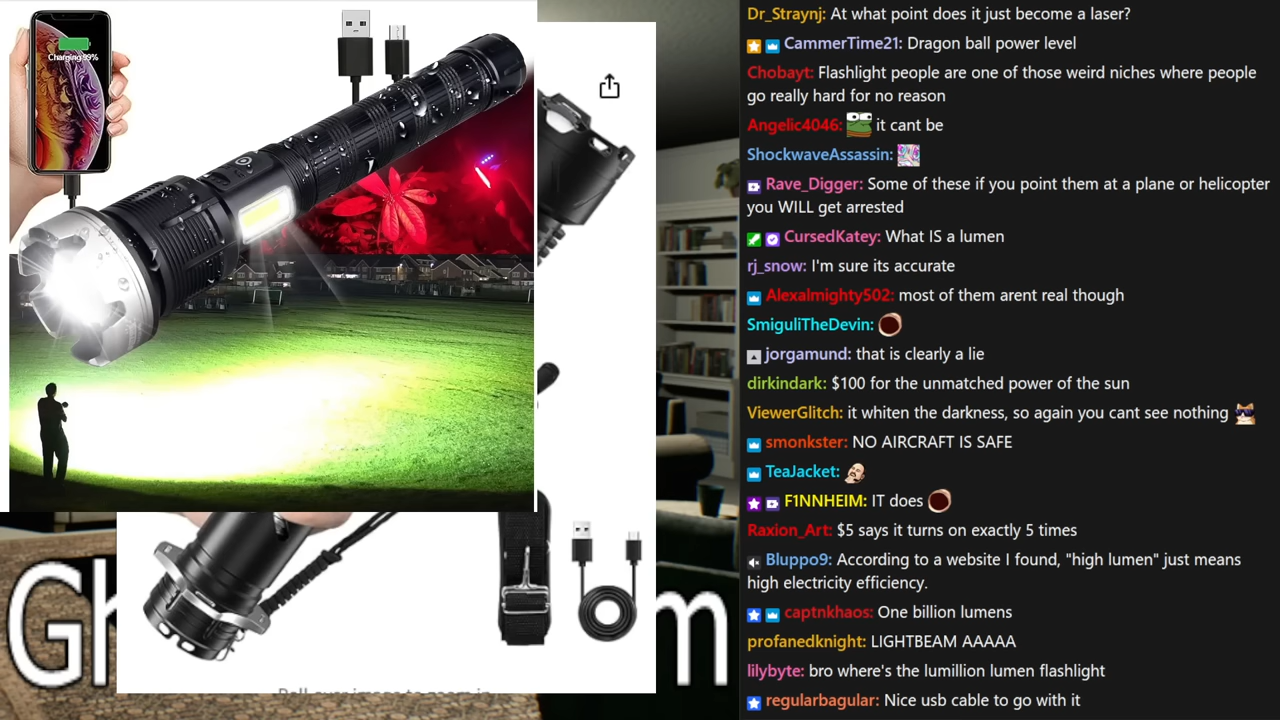 Charging 99%
Gh
m
Roll over image to zoom in
Dr_Straynj: At what point does it just become a laser?
CammerTime21: Dragon ball power level
Chobayt: Flashlight people are one of those weird niches where people
go really hard for no reason
Angelic4046: it cant be
ShockwaveAssassin:
Rave_Digger: Some of these if you point them at a plane or helicopter
you WILL get arrested
CursedKatey: What IS a lumen
rj_snow: I'm sure its accurate
Alexalmighty502: most of them arent real though
SmiguliTheDevin:
jorgamund: that is clearly a lie
dirkindark: $100 for the unmatched power of the sun
ViewerGlitch: it whiten the darkness, so again you cant see nothing
smonkster: NO AIRCRAFT IS SAFE
TeaJacket:
F1NNHEIM: IT does
Raxion_Art: $5 says it turns on exactly 5 times
Bluppo9: According to a website I found, "high lumen" just means
high electricity efficiency.
captnkhaos: One billion lumens
profanedknight: LIGHTBEAM AAAAA
lilybyte: bro where's the lumillion lumen flashlight
regularbagular: Nice usb cable to go with it